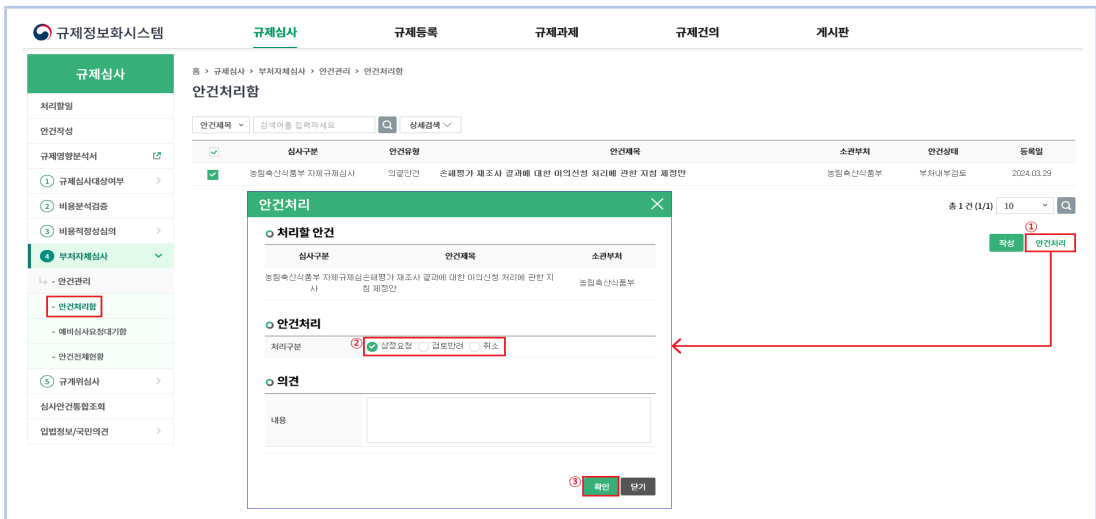 규제정보화시스템
규제심사 규제등록 규제과제 규제건의 게시판
규제심사
처리할일
안건작성
규제영향분석서
① 규제심사대상여부
② 비용분석검증
③ 비용적정성심의
④ 부처자체심사
- 안건관리
- 안건처리함
- 예비심사요청대기함
- 안건전체현황
⑤ 규개위심사
심사안건통합조회
입법정보/국민의견
홈 > 규제심사 > 부처자체심사 > 안건관리 > 안건처리함
안건처리함
안건제목 검색어를 입력하세요 상세검색
심사구분 안건유형 안건제목 소관부처 안건상태 등록일
농림축산식품부 자체규제심사 의결안건 손해평가 재조사 결과에 대한 이의신청 처리에 관한 지침 제정안 농림축산식품부 부처내부검토 2024.03.29
총 1 건 (1/1) 10
①
작성 안건처리
안건처리
처리할 안건
심사구분 안건제목 소관부처
농림축산식품부 자체규제심사 손해평가 재조사 결과에 대한 이의신청 처리에 관한 지침 제정안 농림축산식품부
안건처리
처리구분 ② 상정요청 검토반려 취소
의견
내용
③ 확인 닫기